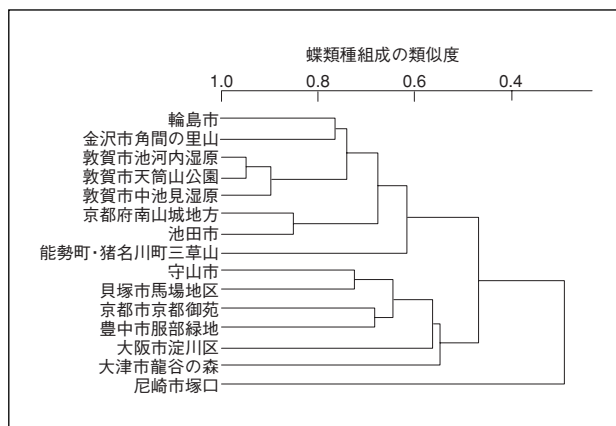 蝶類種組成の類似度
1.0 0.8 0.6 0.4
輪島市
金沢市角間の里山
敦賀市池河内湿原
敦賀市天筒山公園
敦賀市中池見湿原
京都府南山城地方
池田市
能勢町・猪名川町三草山
守山市
貝塚市馬場地区
京都市京都御苑
豊中市服部緑地
大阪市淀川区
大津市龍谷の森
尼崎市塚口